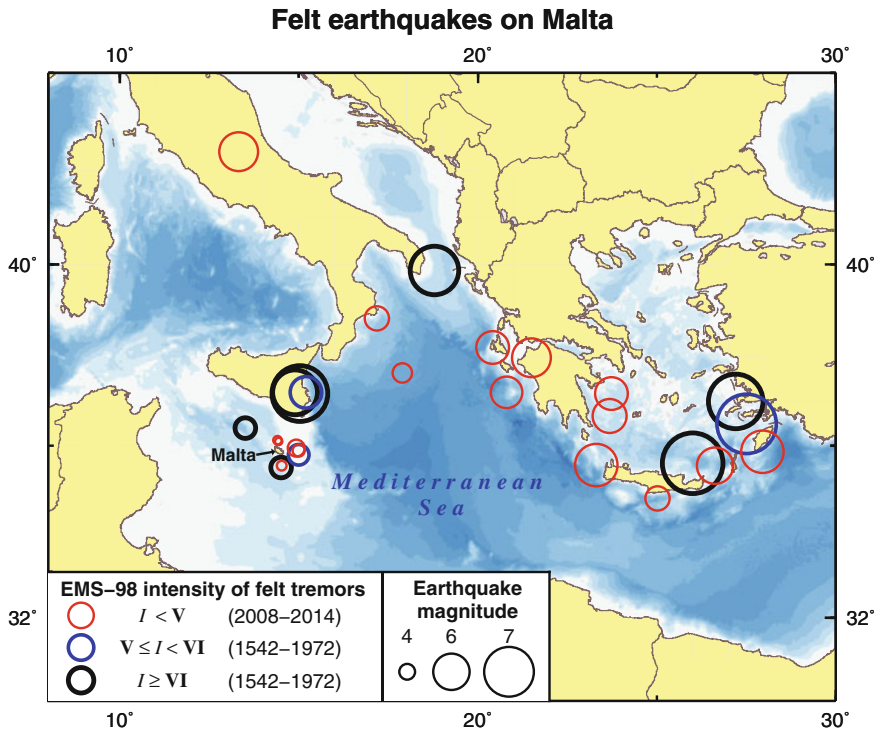 Felt earthquakes on Malta
10° 20° 30°
40° 40°
Malta
Mediterranean
Sea
32° 32°
EMS−98 intensity of felt tremors
I < V (2008−2014)
V ≤ I < VI (1542−1972)
I ≥ VI (1542−1972)
Earthquake
magnitude
4 6 7
10° 20° 30°